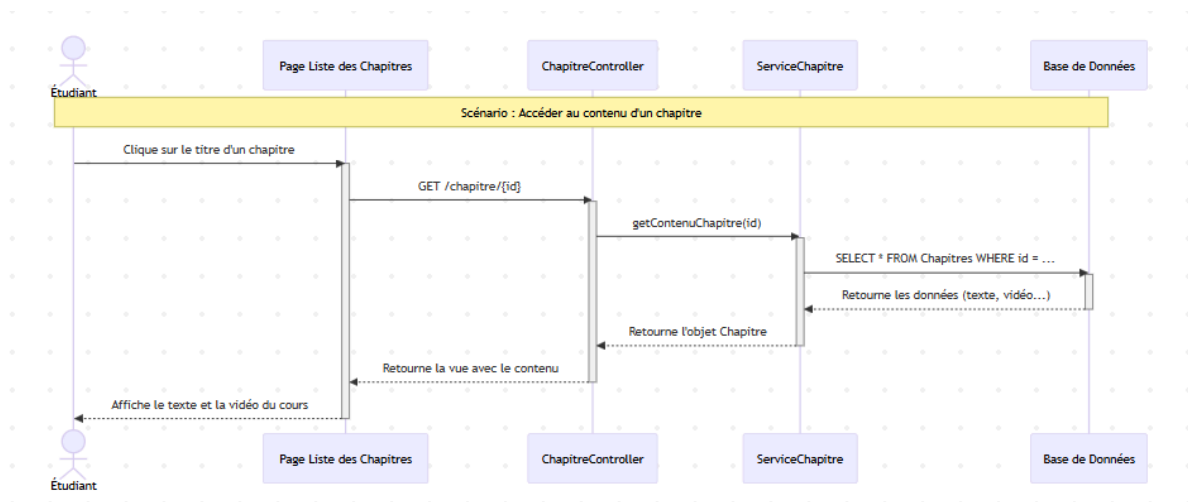 Étudiant
Page Liste des Chapitres
ChapitreController
ServiceChapitre
Base de Données
Scénario : Accéder au contenu d'un chapitre
Clique sur le titre d'un chapitre
GET /chapitre/{id}
getContenuChapitre(id)
SELECT * FROM Chapitres WHERE id = ...
Retourne les données (texte, vidéo...)
Retourne l'objet Chapitre
Retourne la vue avec le contenu
Affiche le texte et la vidéo du cours
Étudiant
Page Liste des Chapitres
ChapitreController
ServiceChapitre
Base de Données